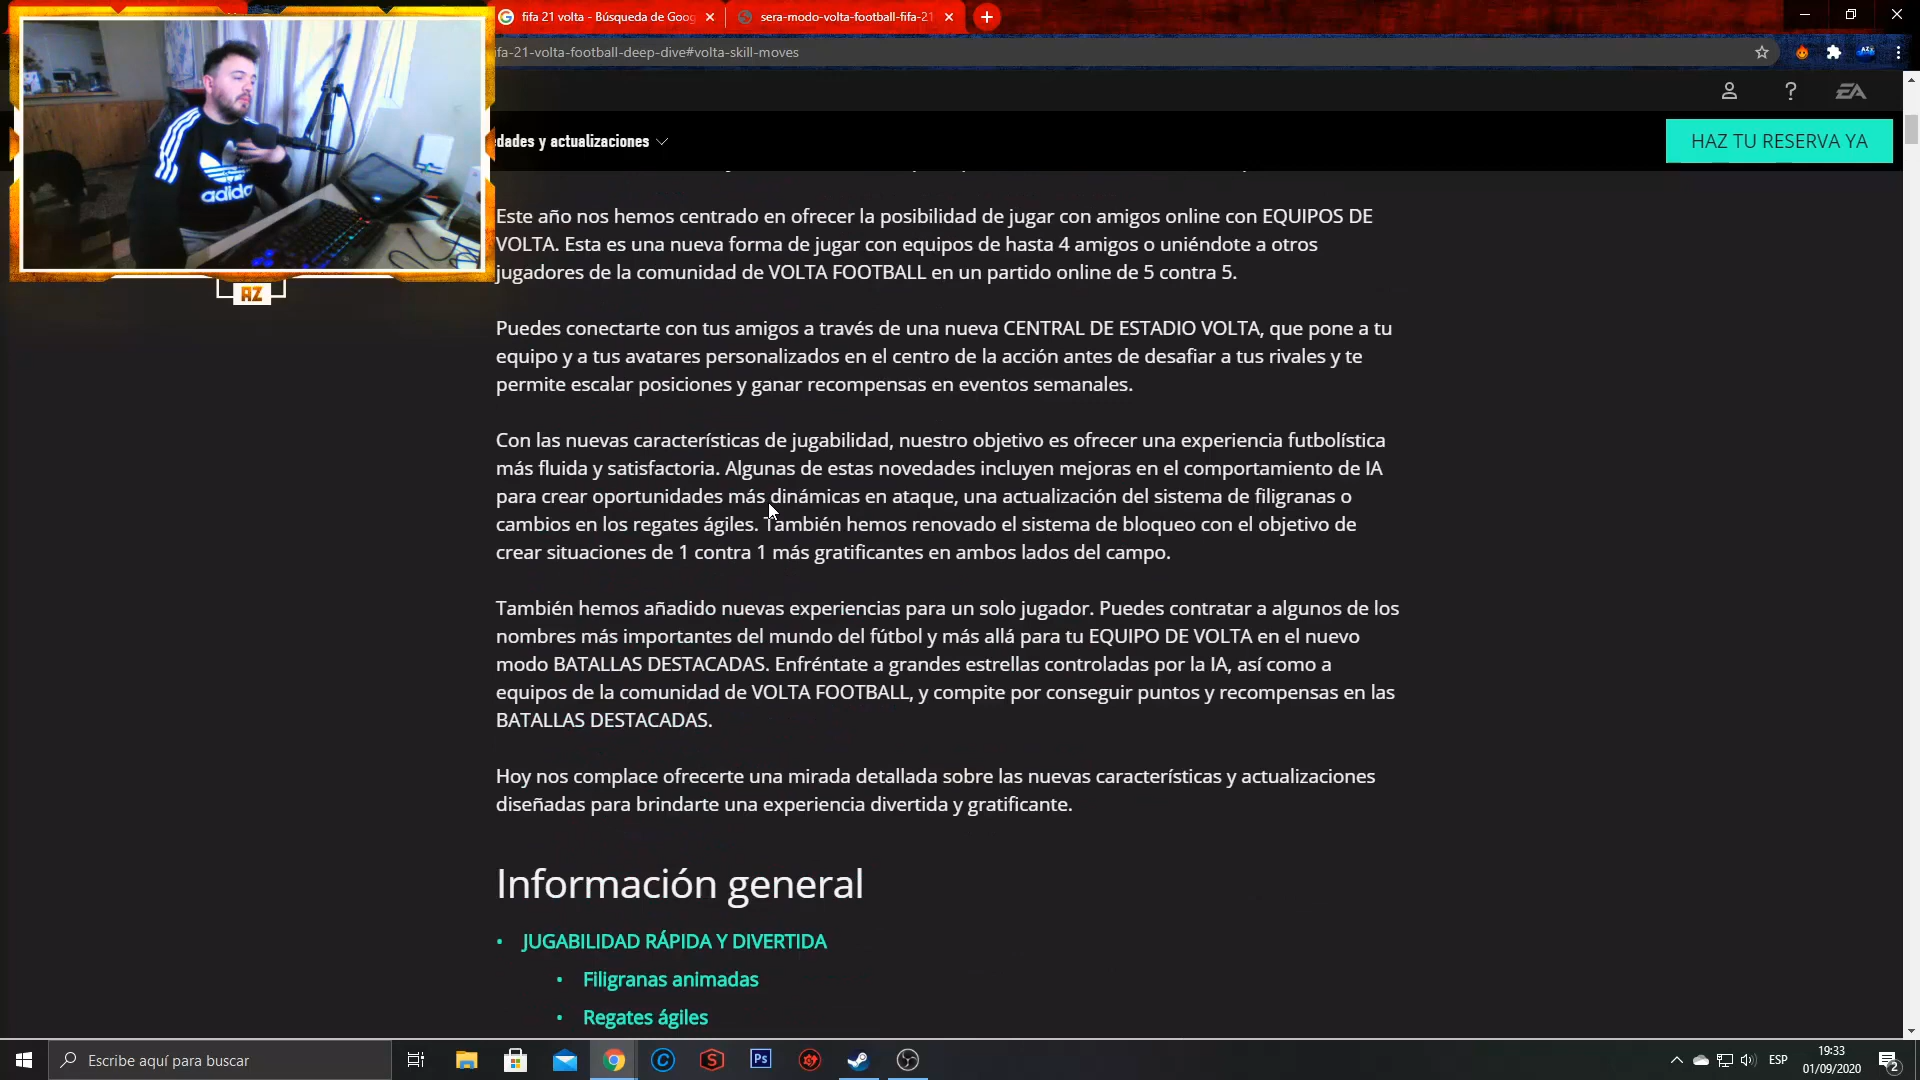 fifa 21 volta - Búsqueda de Goog
sera-modo-volta-football-fifa-21
ifa-21-volta-football-deep-dive#volta-skill-moves
EA
edades y actualizaciones
HAZ TU RESERVA YA
adidas
AZ
Este año nos hemos centrado en ofrecer la posibilidad de jugar con amigos online con EQUIPOS DE
VOLTA. Esta es una nueva forma de jugar con equipos de hasta 4 amigos o uniéndote a otros
jugadores de la comunidad de VOLTA FOOTBALL en un partido online de 5 contra 5.
Puedes conectarte con tus amigos a través de una nueva CENTRAL DE ESTADIO VOLTA, que pone a tu
equipo y a tus avatares personalizados en el centro de la acción antes de desafiar a tus rivales y te
permite escalar posiciones y ganar recompensas en eventos semanales.
Con las nuevas características de jugabilidad, nuestro objetivo es ofrecer una experiencia futbolística
más fluida y satisfactoria. Algunas de estas novedades incluyen mejoras en el comportamiento de IA
para crear oportunidades más dinámicas en ataque, una actualización del sistema de filigranas o
cambios en los regates ágiles. También hemos renovado el sistema de bloqueo con el objetivo de
crear situaciones de 1 contra 1 más gratificantes en ambos lados del campo.
También hemos añadido nuevas experiencias para un solo jugador. Puedes contratar a algunos de los
nombres más importantes del mundo del fútbol y más allá para tu EQUIPO DE VOLTA en el nuevo
modo BATALLAS DESTACADAS. Enfréntate a grandes estrellas controladas por la IA, así como a
equipos de la comunidad de VOLTA FOOTBALL, y compite por conseguir puntos y recompensas en las
BATALLAS DESTACADAS.
Hoy nos complace ofrecerte una mirada detallada sobre las nuevas características y actualizaciones
diseñadas para brindarte una experiencia divertida y gratificante.
Información general
• JUGABILIDAD RÁPIDA Y DIVERTIDA
• Filigranas animadas
• Regates ágiles
Escribe aquí para buscar
Ps
ESP
19:33
01/09/2020
2